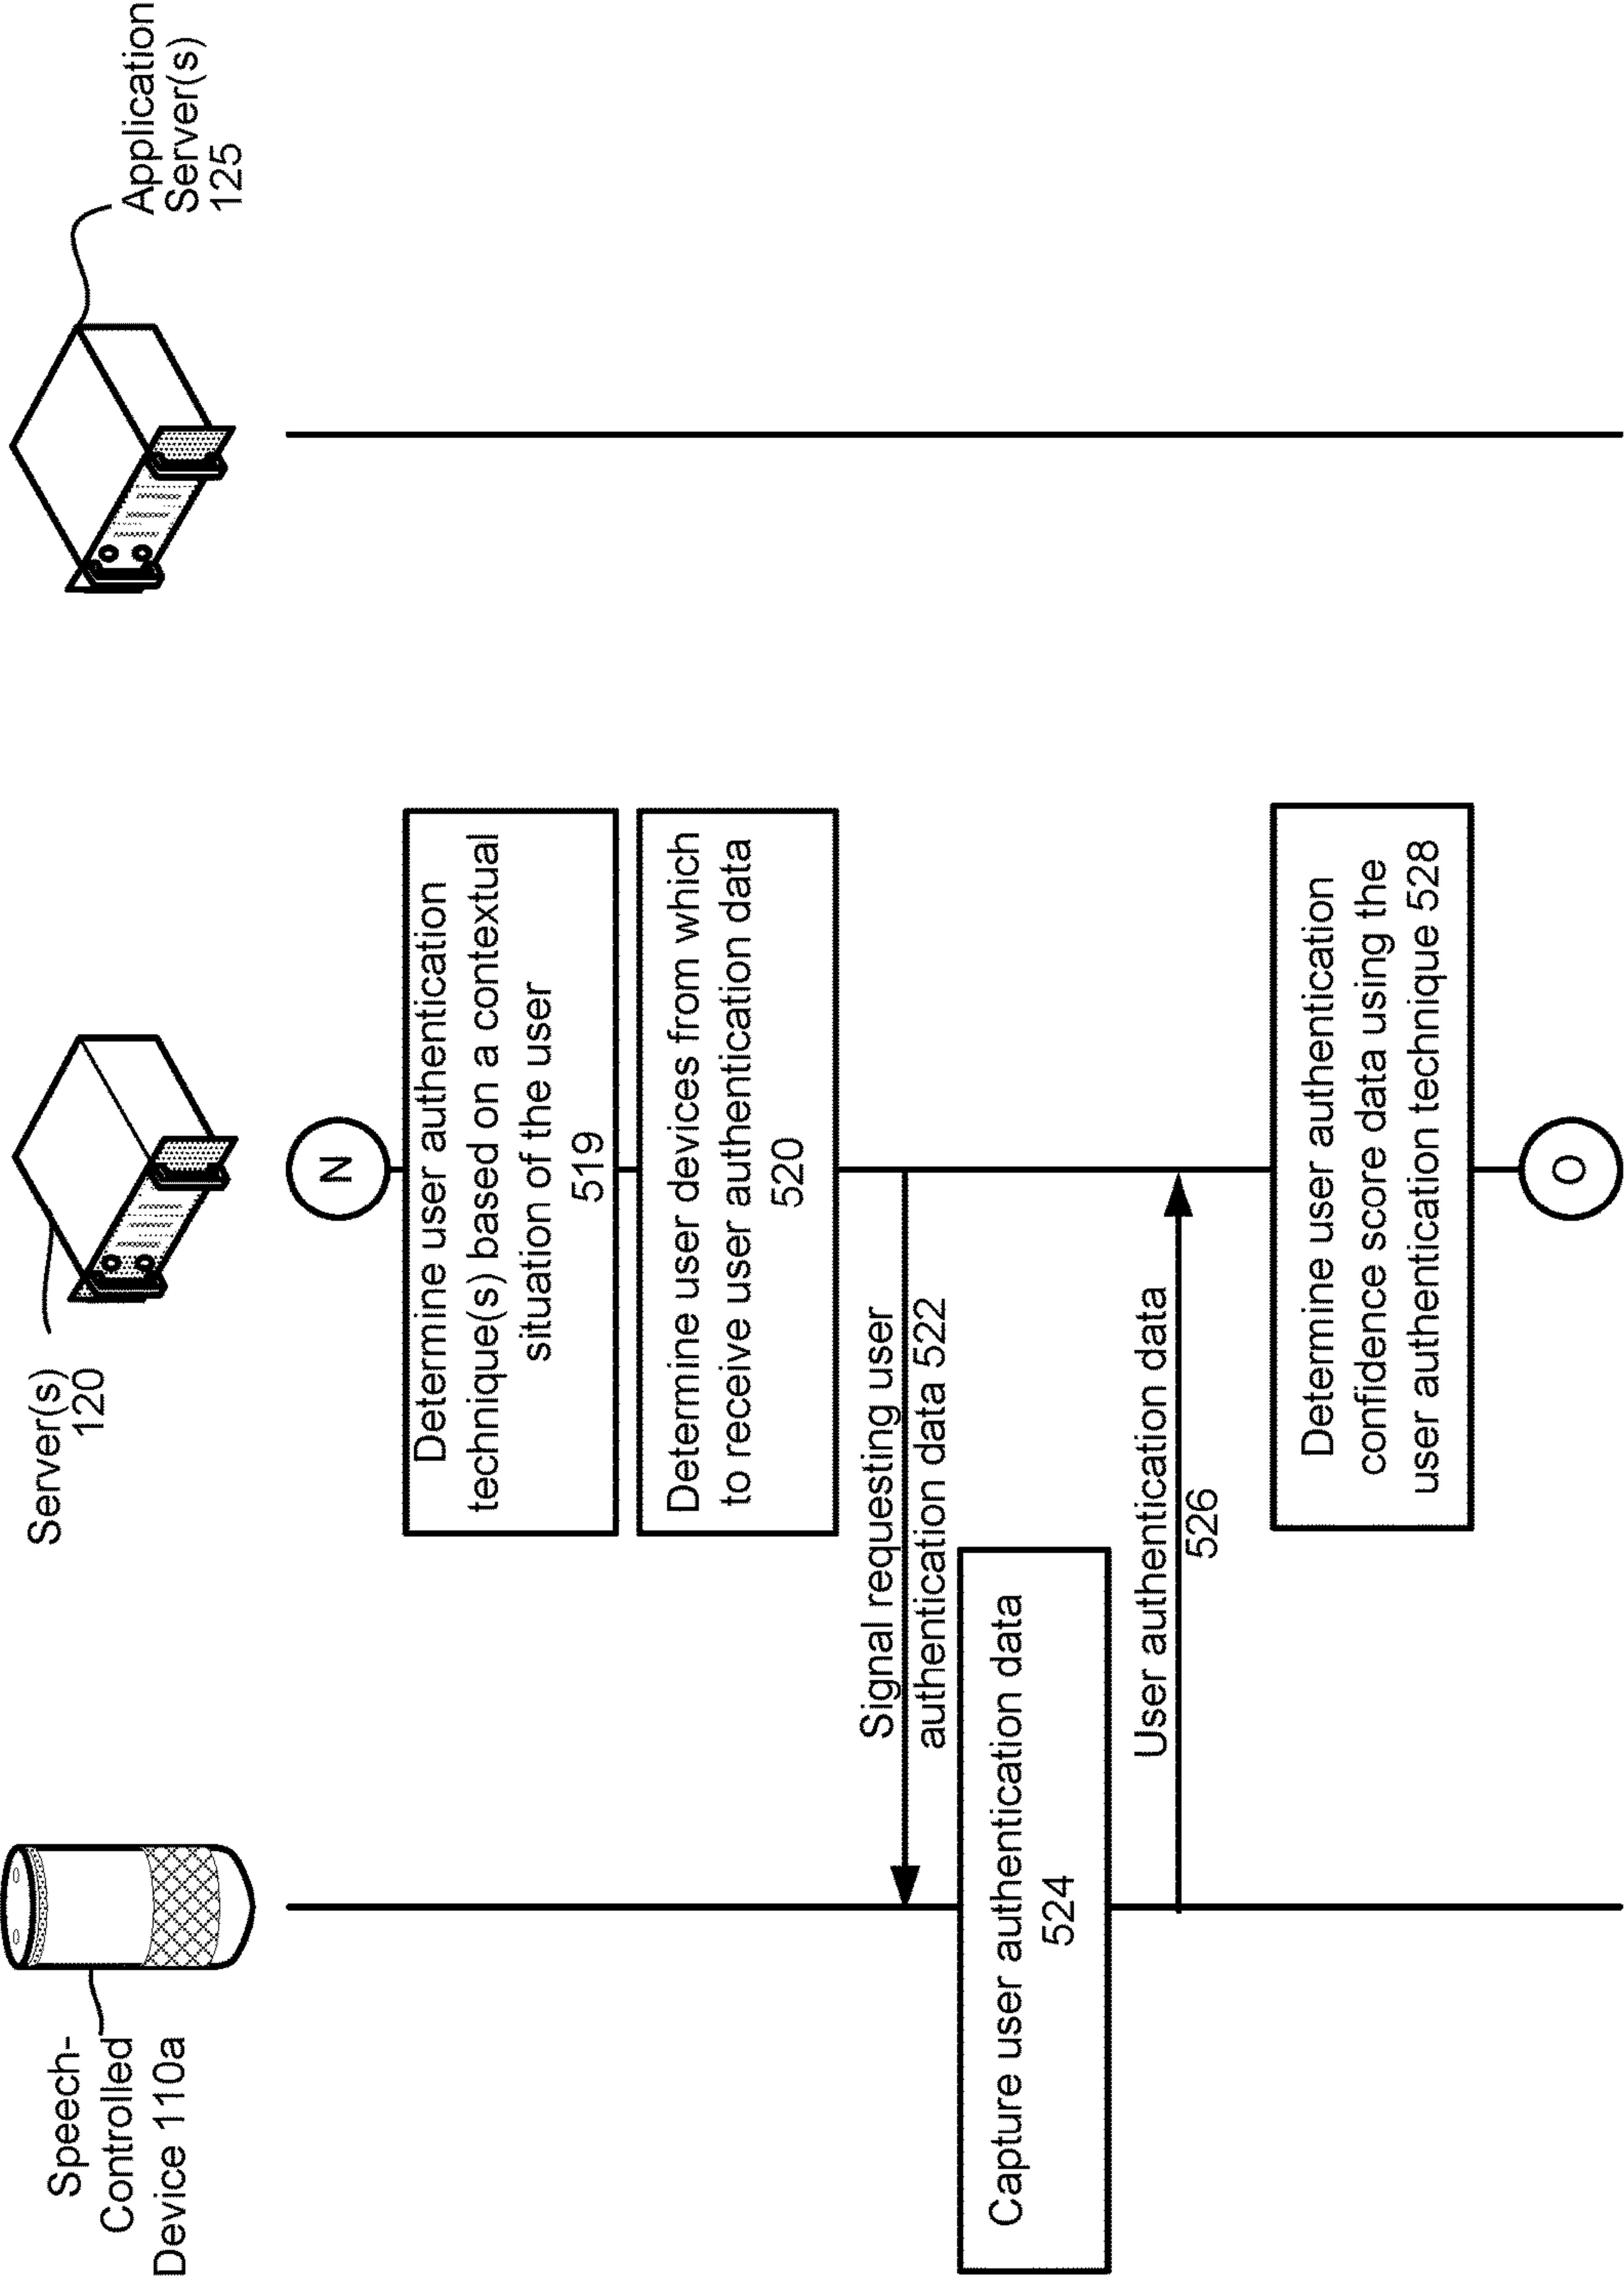 Speech-
Controlled
Device 110a
Server(s)
120
Application
Server(s)
125
N
Determine user authentication
technique(s) based on a contextual
situation of the user
519
Determine user devices from which
to receive user authentication data
520
Signal requesting user
authentication data 522
Capture user authentication data
524
User authentication data
526
Determine user authentication
confidence score data using the
user authentication technique 528
O